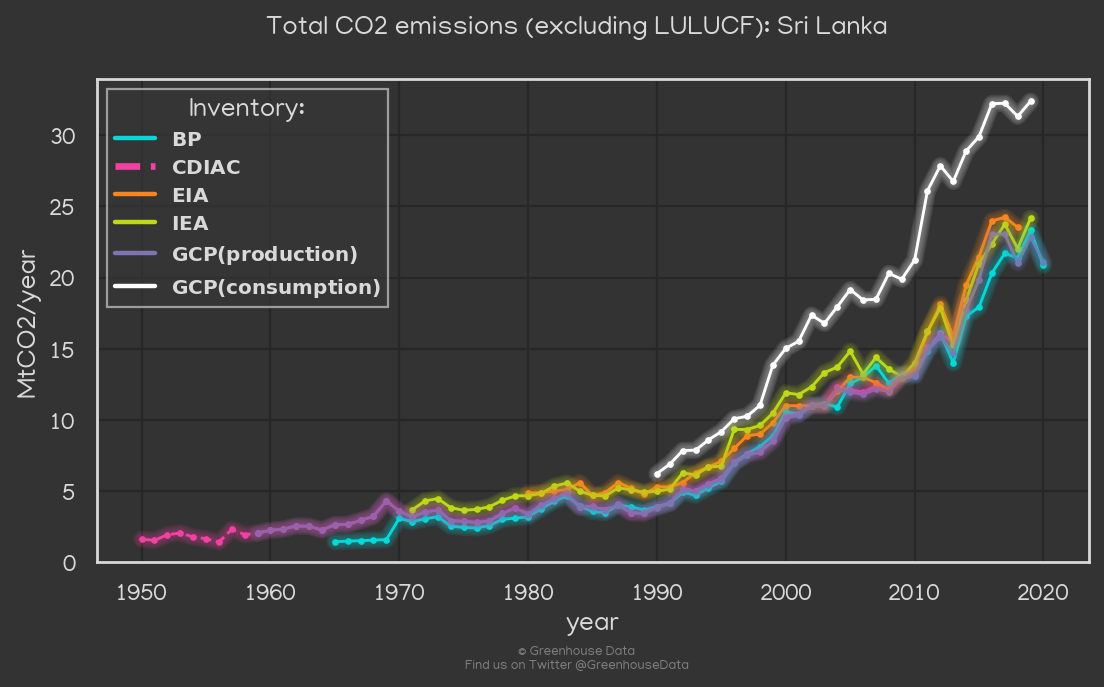 Total CO2 emissions (excluding LULUCF): Sri Lanka
Inventory:
BP
CDIAC
EIA
IEA
GCP(production)
GCP(consumption)
MtCO2/year
30
25
20
15
10
5
0
1950 1960 1970 1980 1990 2000 2010 2020
year
© Greenhouse Data
Find us on Twitter @GreenhouseData